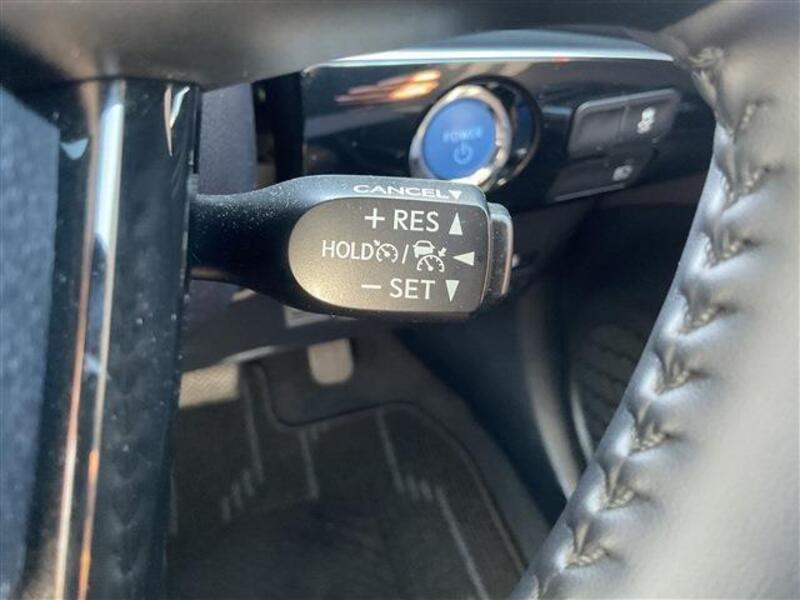 POWER
CANCEL▼
+ RES ▲
HOLD / ◄
− SET ▼